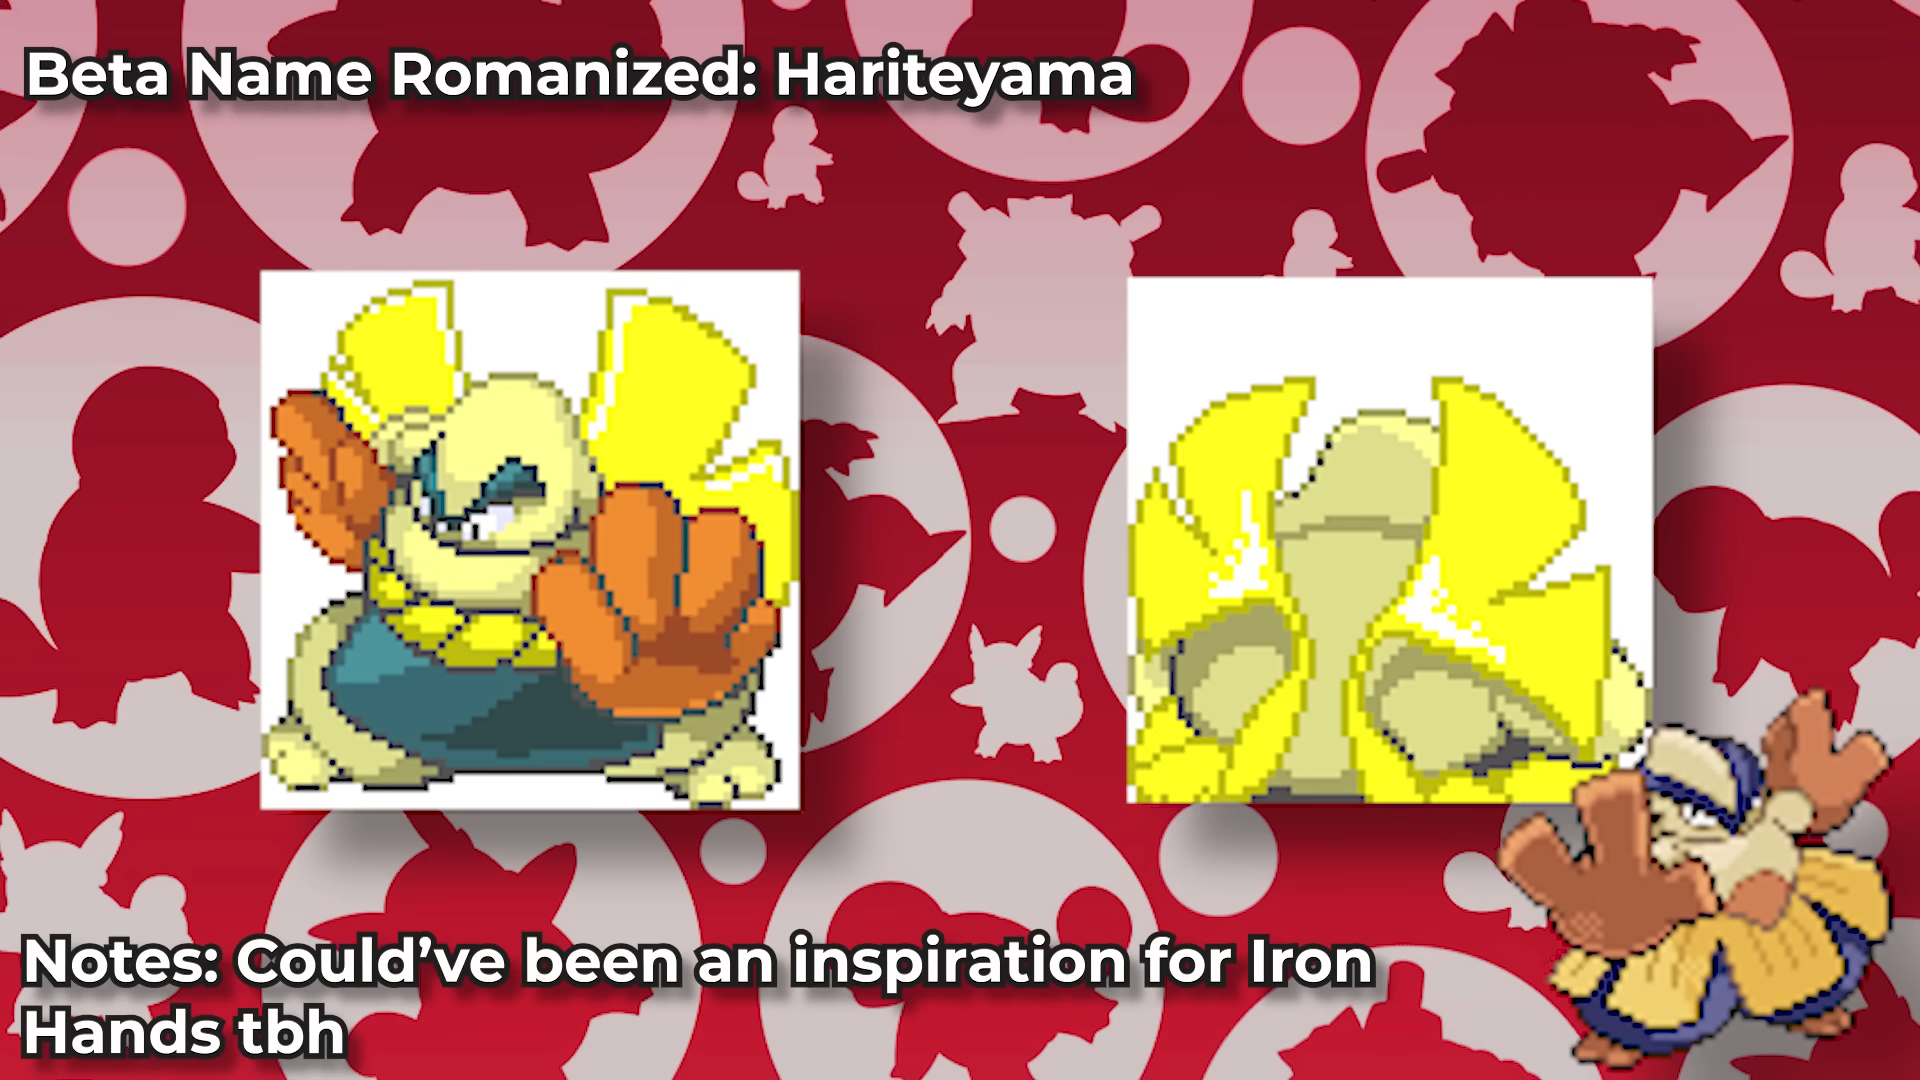 Beta Name Romanized: Hariteyama
Notes: Could’ve been an inspiration for Iron
Hands tbh